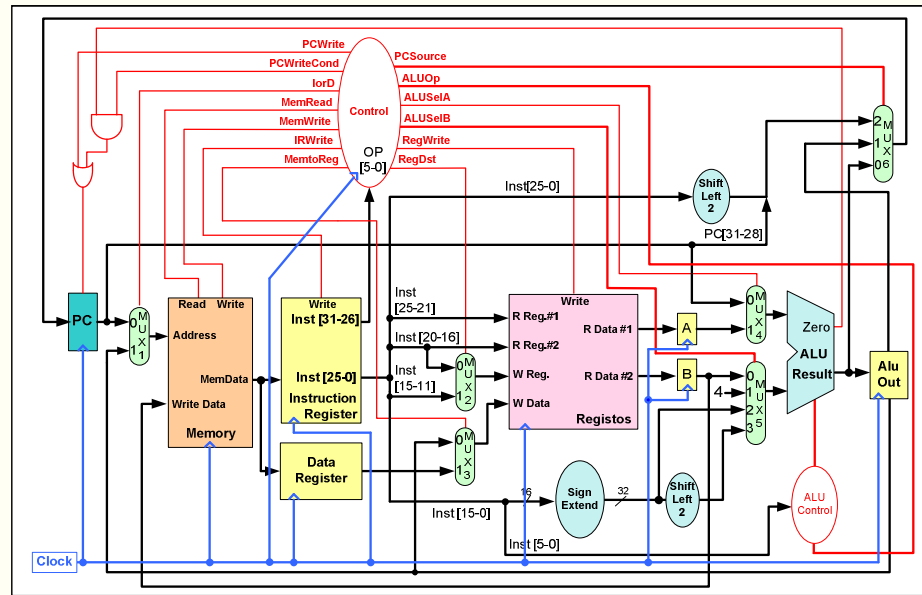 PCWrite
PCWriteCond
IorD
MemRead
MemWrite
IRWrite
MemtoReg
Control
OP
[5-0]
PCSource
ALUOp
ALUSelA
ALUSelB
RegWrite
RegDst
2
1
0
M
U
X
6
Inst[25-0]
Shift
Left
2
PC[31-28]
PC
0
1
M
U
X
1
Read
Write
Address
MemData
Write Data
Memory
Write
Inst [31-26]
Inst [25-0]
Instruction
Register
Data
Register
Inst
[25-21]
Inst [20-16]
Inst
[15-11]
0
1
M
U
X
2
0
1
M
U
X
3
Write
R Reg.#1
R Reg.#2
W Reg.
W Data
R Data #1
R Data #2
Registos
A
B
0
1
M
U
X
4
4
0
1
2
3
M
U
X
5
Zero
ALU
Result
Alu
Out
Inst [15-0]
16
Sign
Extend
32
Shift
Left
2
ALU
Control
Inst [5-0]
Clock